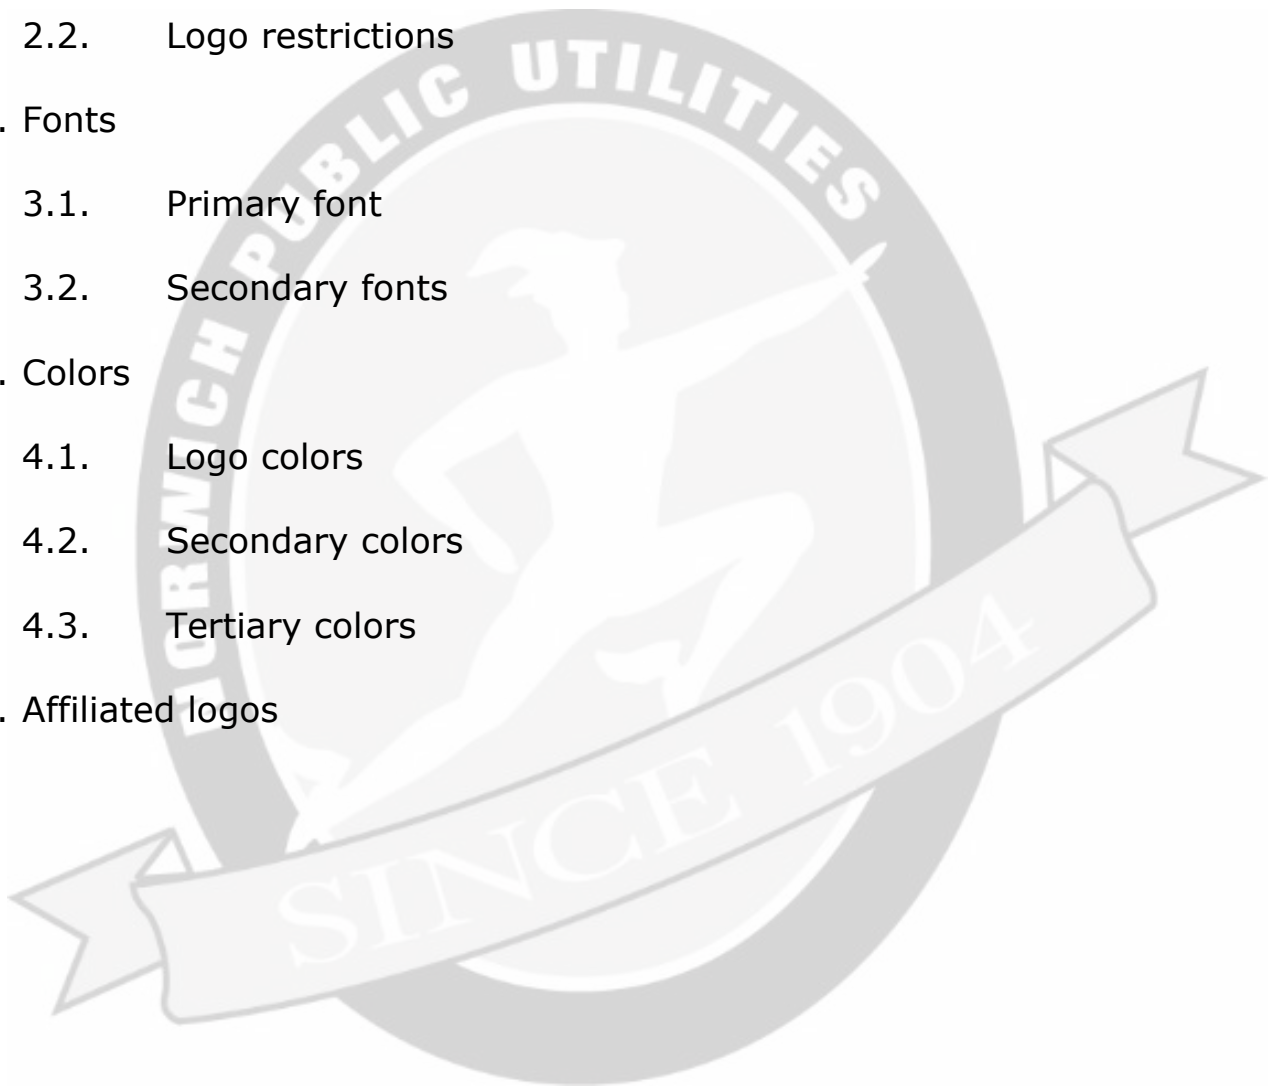 2.2. Logo restrictions
. Fonts
3.1. Primary font
3.2. Secondary fonts
. Colors
4.1. Logo colors
4.2. Secondary colors
4.3. Tertiary colors
. Affiliated logos
NORWICH PUBLIC UTILITIES
SINCE 1904